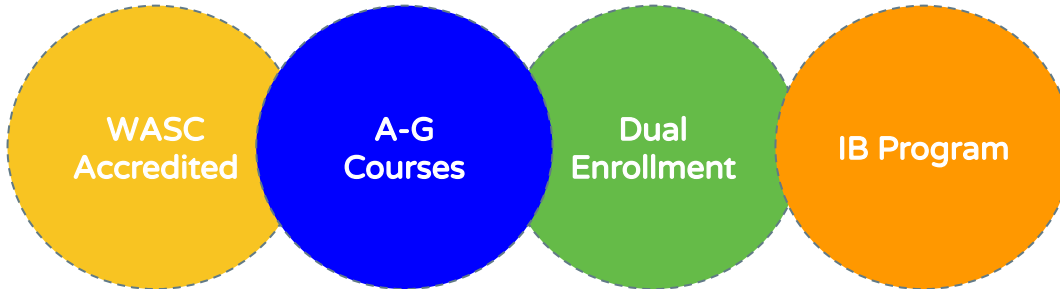 WASC
Accredited
A-G
Courses
Dual
Enrollment
IB Program